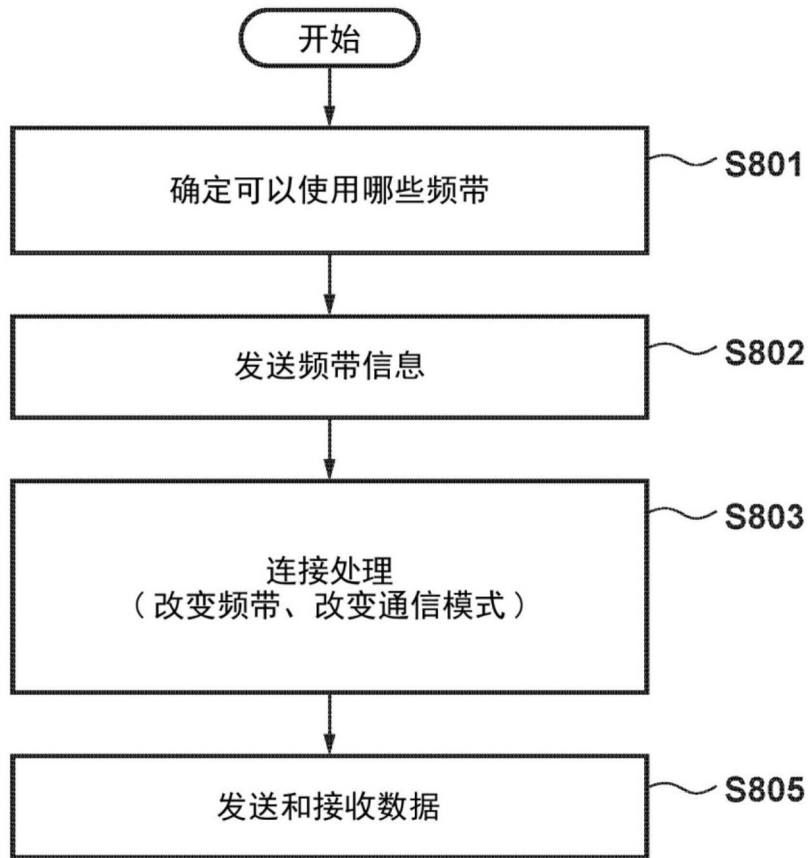 开始
确定可以使用哪些频带
S801
发送频带信息
S802
连接处理
（改变频带、改变通信模式）
S803
发送和接收数据
S805